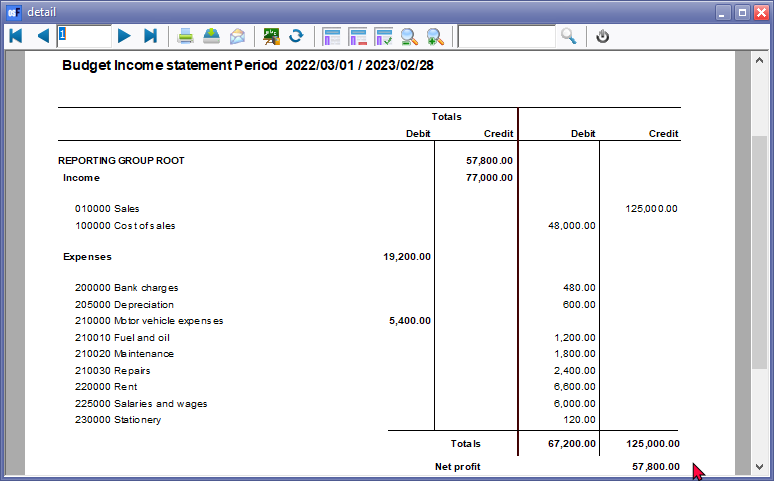 detail
1
Budget Income statement Period 2022/03/01 / 2023/02/28
Totals
Debit Credit Debit Credit
REPORTING GROUP ROOT 57,800.00
Income 77,000.00
010000 Sales 125,000.00
100000 Cost of sales 48,000.00
Expenses 19,200.00
200000 Bank charges 480.00
205000 Depreciation 600.00
210000 Motor vehicle expenses 5,400.00
210010 Fuel and oil 1,200.00
210020 Maintenance 1,800.00
210030 Repairs 2,400.00
220000 Rent 6,600.00
225000 Salaries and wages 6,000.00
230000 Stationery 120.00
Totals 67,200.00 125,000.00
Net profit 57,800.00